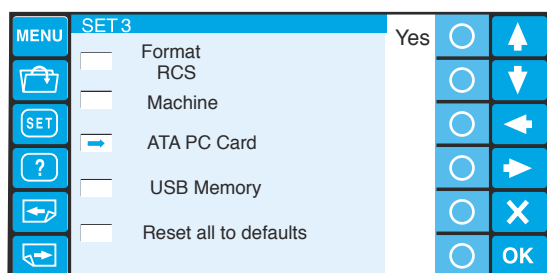 MENU
SET 3
Yes
Format
RCS
Machine
SET
ATA PC Card
?
USB Memory
Reset all to defaults
OK